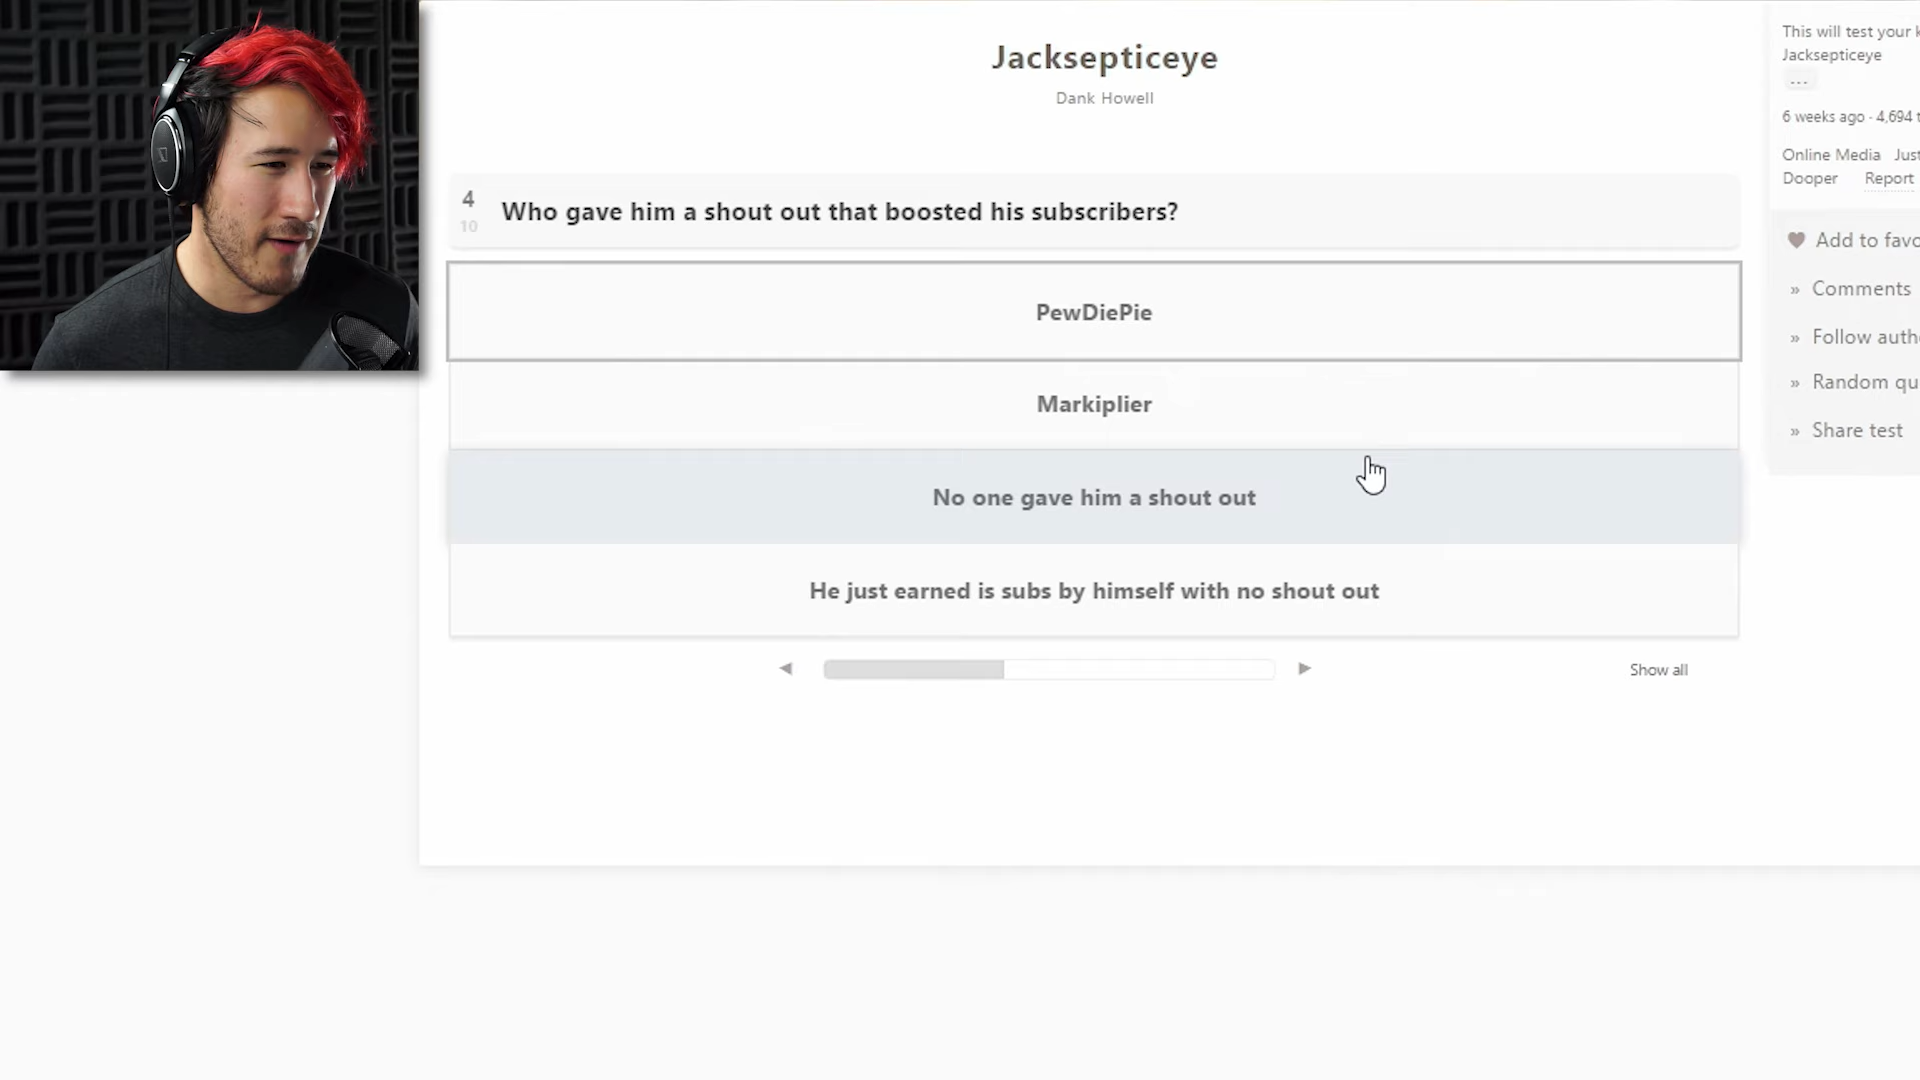 Jacksepticeye
Dank Howell
4
10
Who gave him a shout out that boosted his subscribers?
PewDiePie
Markiplier
No one gave him a shout out
He just earned is subs by himself with no shout out
Show all
This will test your k
Jacksepticeye
...
6 weeks ago - 4,694 t
Online Media Just
Dooper Report
Add to favo
» Comments
» Follow auth
» Random qu
» Share test